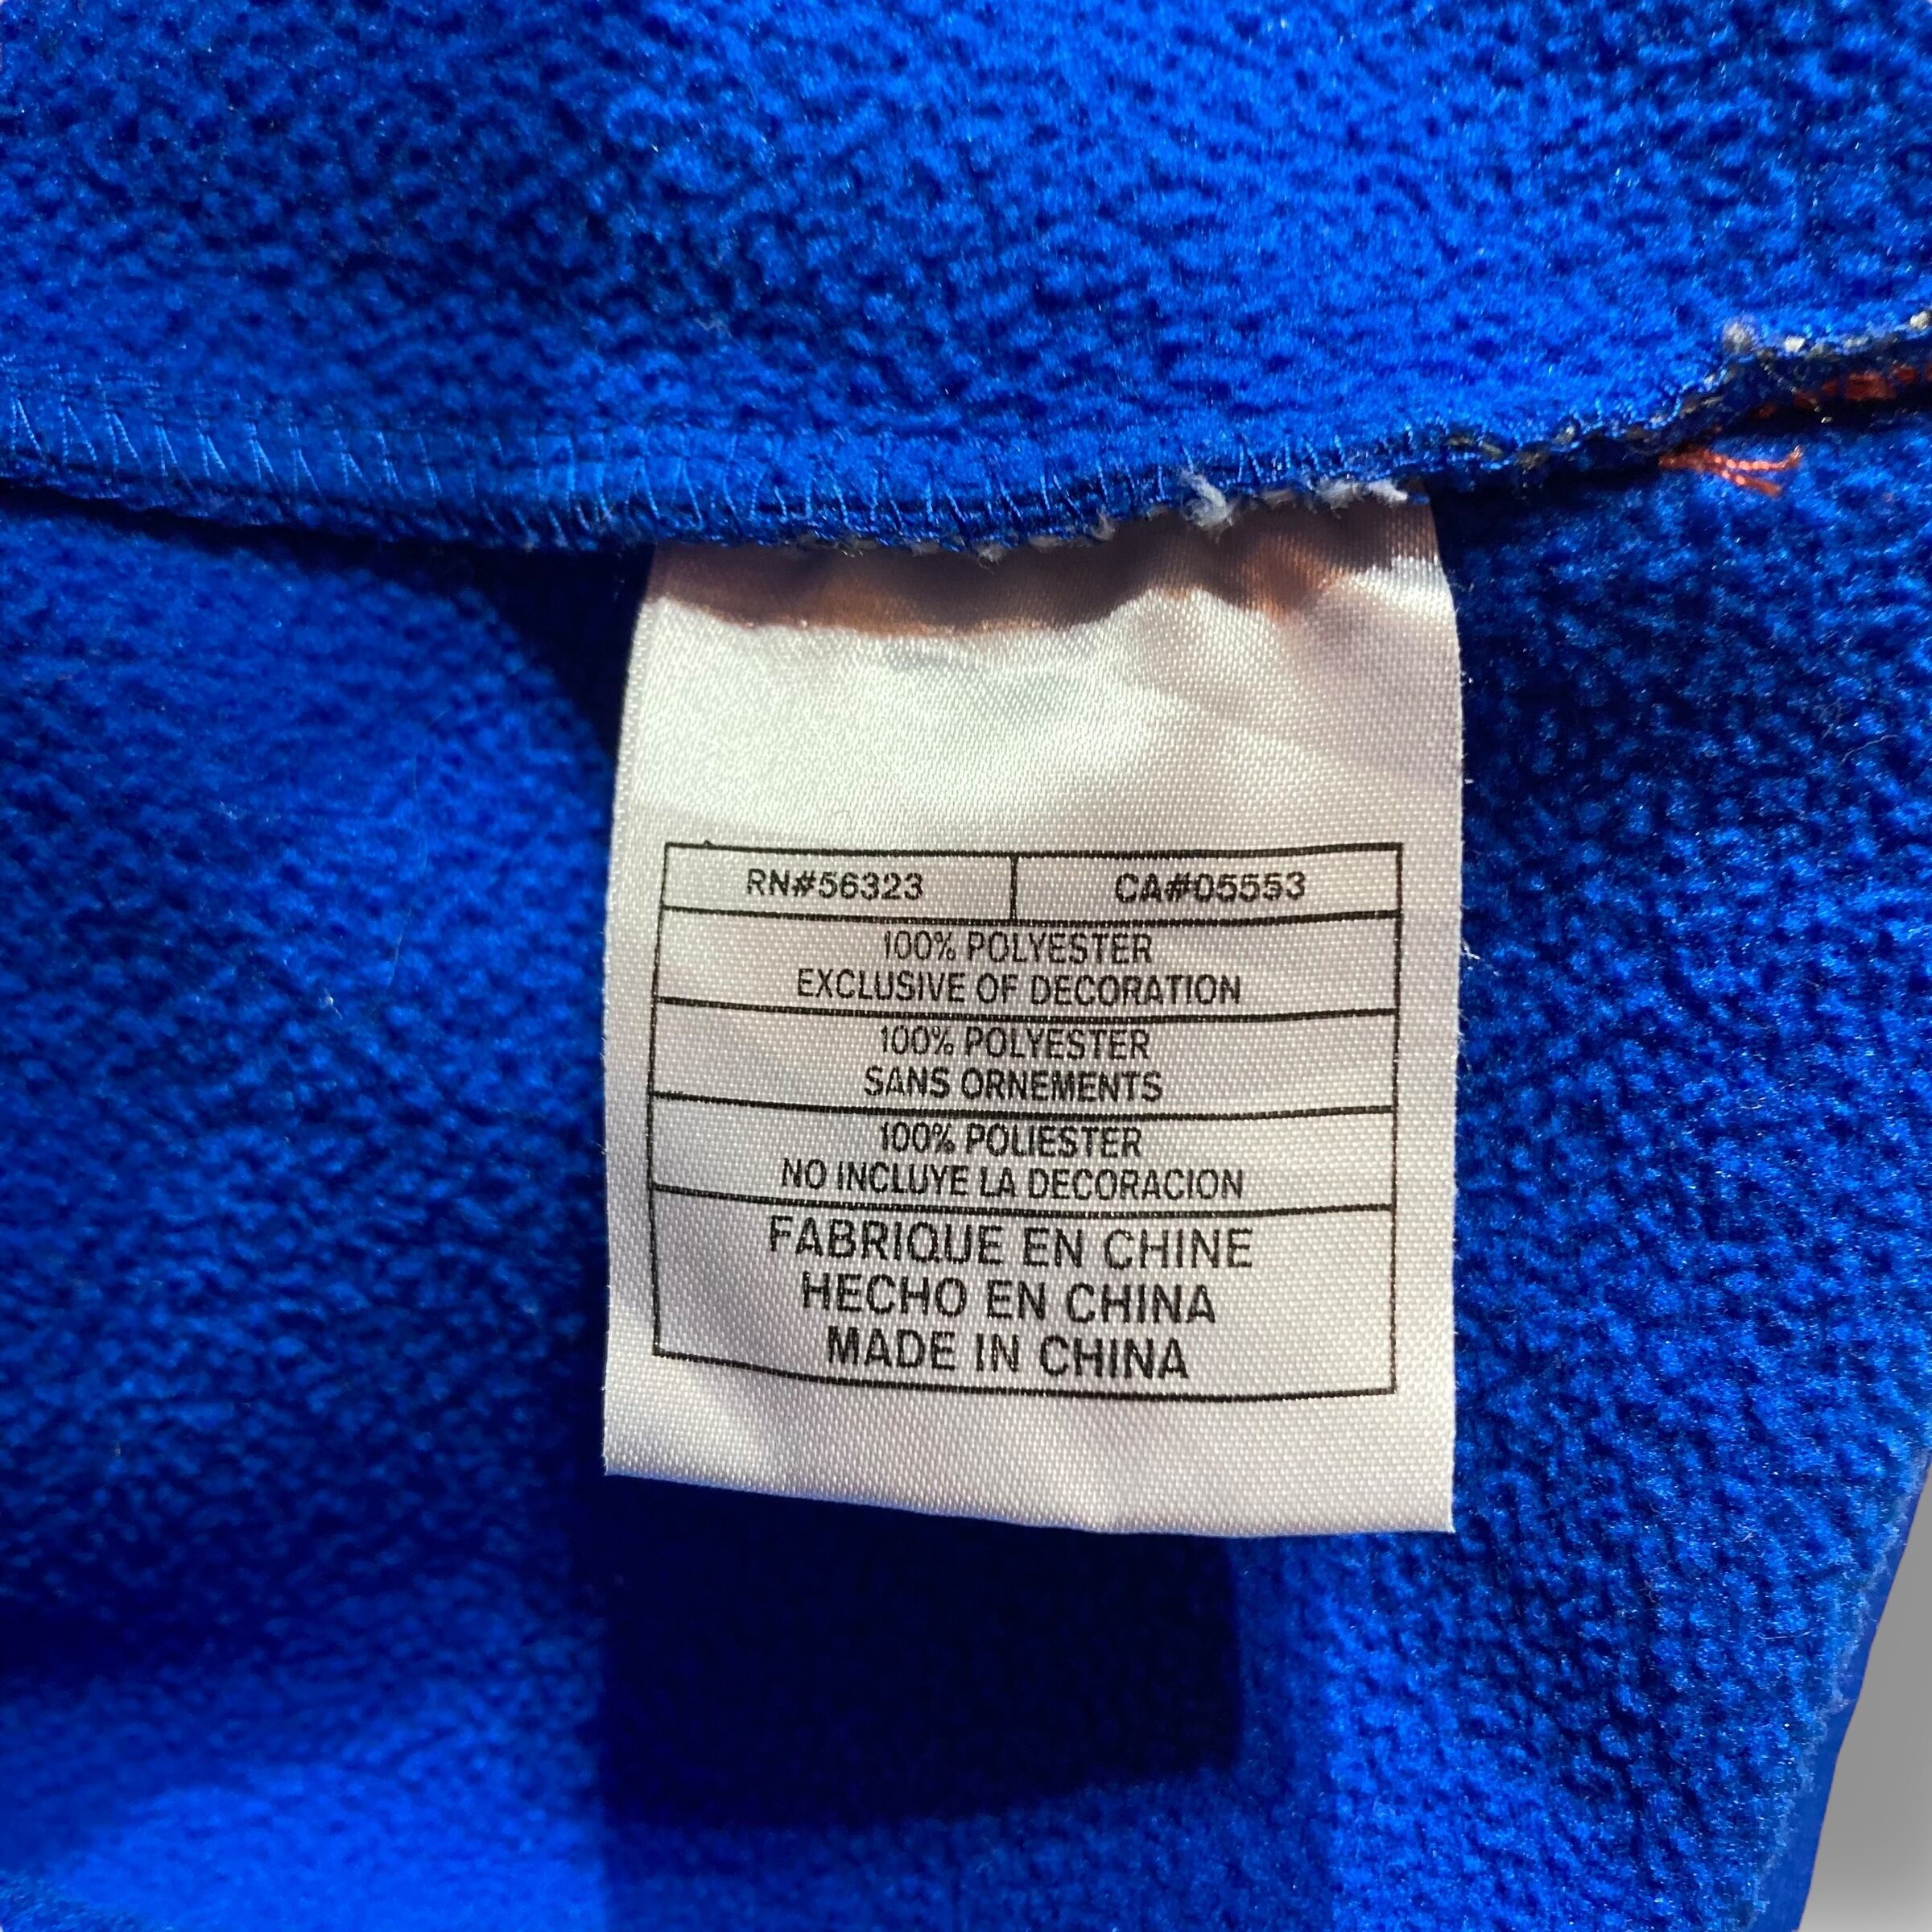 RN#56323 CA#05553
100% POLYESTER
EXCLUSIVE OF DECORATION
100% POLYESTER
SANS ORNEMENTS
100% POLIESTER
NO INCLUYE LA DECORACION
FABRIQUE EN CHINE
HECHO EN CHINA
MADE IN CHINA